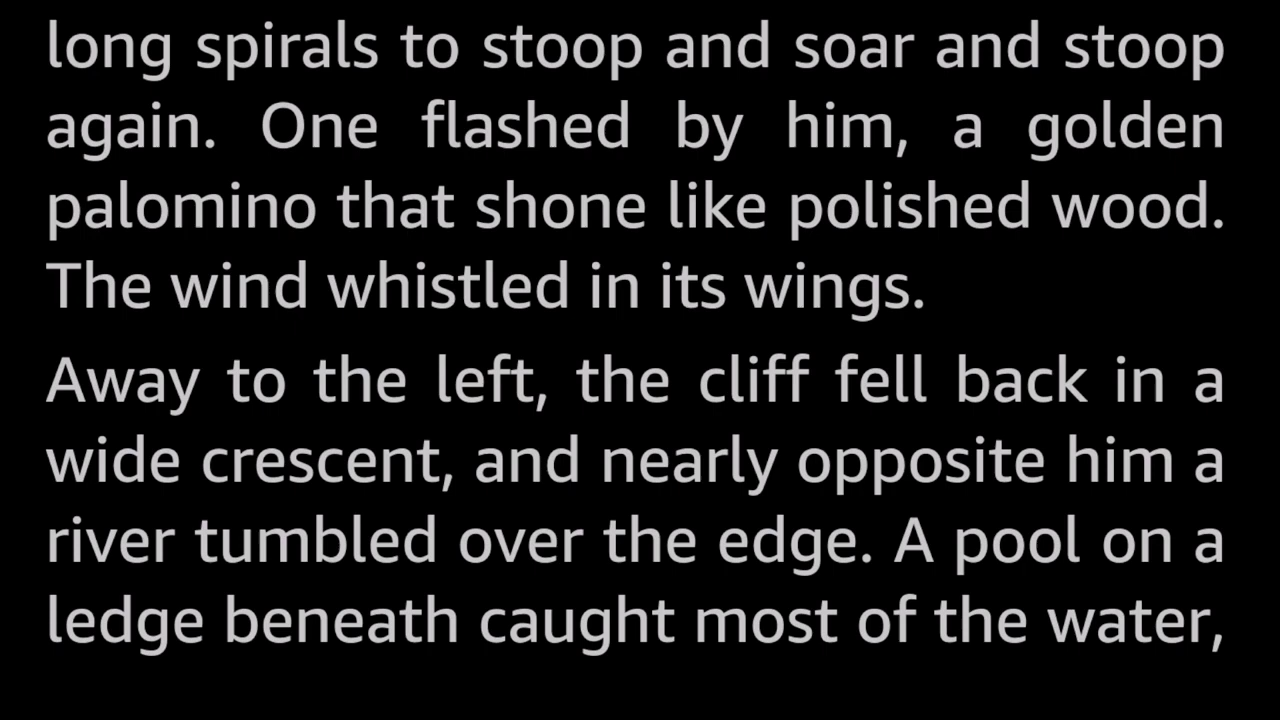 long spirals to stoop and soar and stoop
again. One flashed by him, a golden
palomino that shone like polished wood.
The wind whistled in its wings.
Away to the left, the cliff fell back in a
wide crescent, and nearly opposite him a
river tumbled over the edge. A pool on a
ledge beneath caught most of the water,